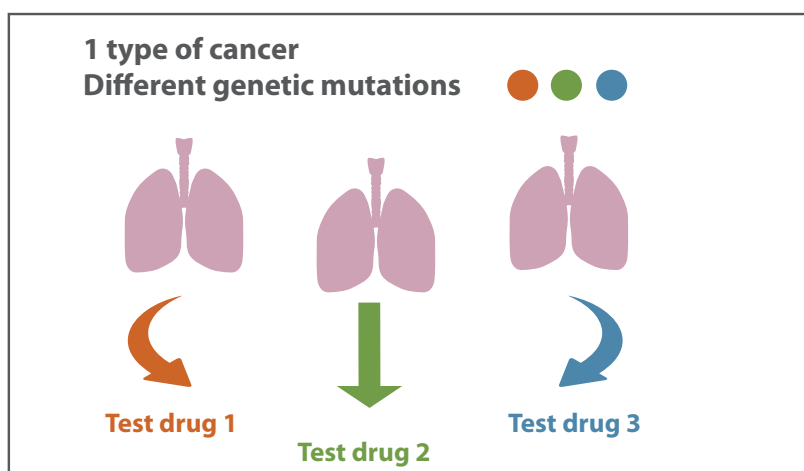 1 type of cancer
Different genetic mutations
Test drug 1
Test drug 2
Test drug 3